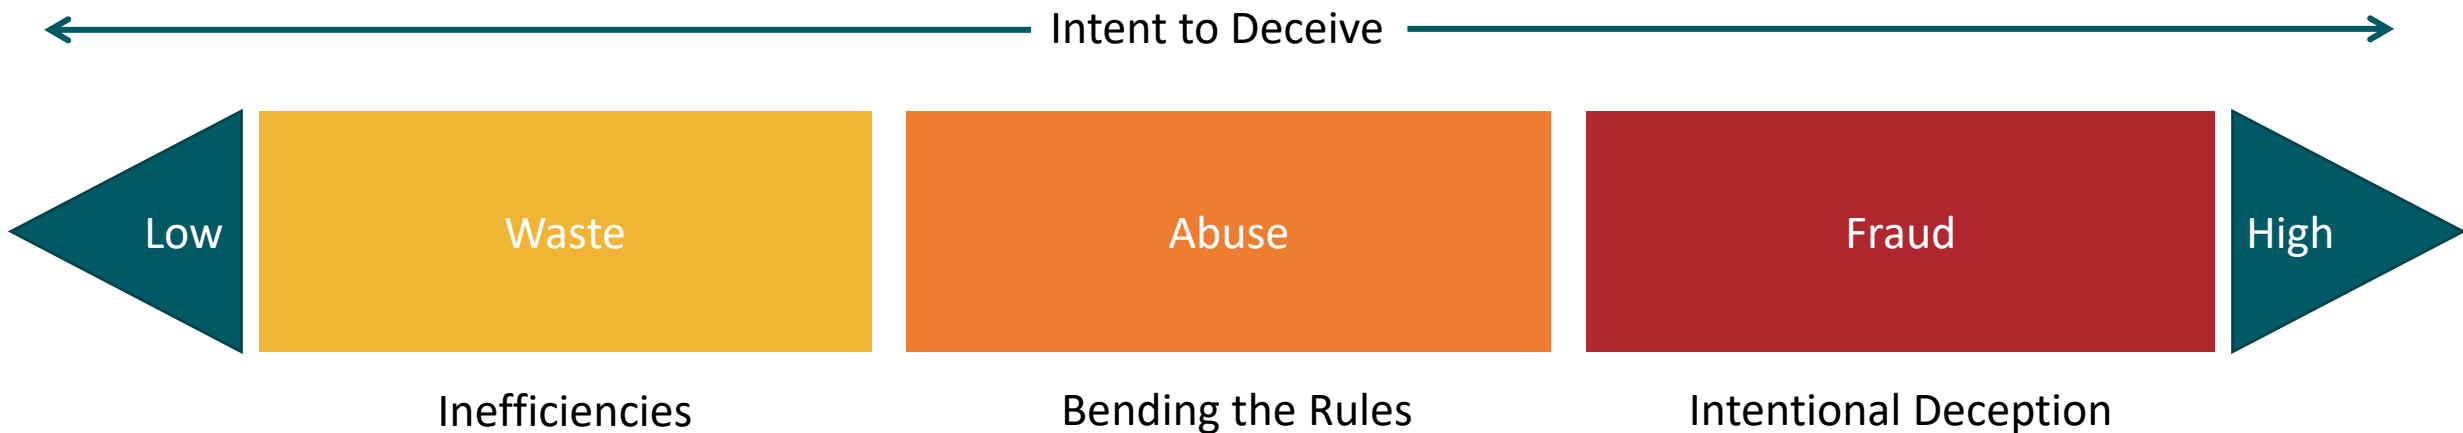 Intent to Deceive
Low
Waste
Abuse
Fraud
High
Inefficiencies
Bending the Rules
Intentional Deception